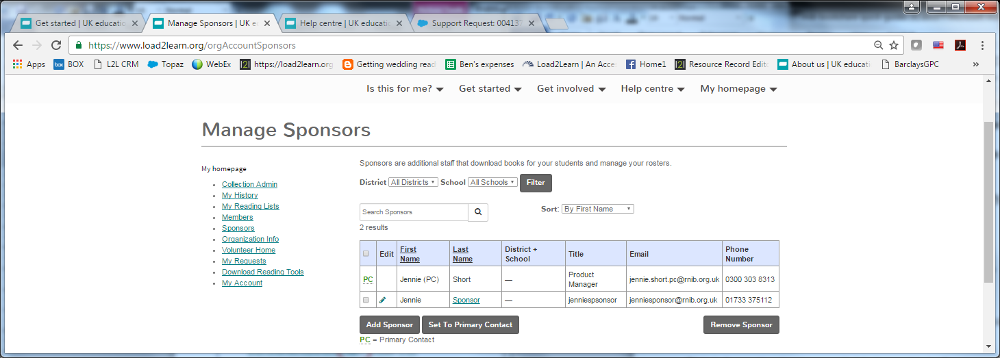 Get started | UK educatio
Manage Sponsors | UK e
Help centre | UK educatio
Support Request: 004137
https://www.load2learn.org/orgAccountSponsors
Apps
BOX
L2L CRM
Topaz
WebEx
https://load2learn.org
Getting wedding read
Ben's expenses
Load2Learn | An Acce
Home1
Resource Record Edit
About us | UK educati
BarclaysGPC
»
Is this for me?
Get started
Get involved
Help centre
My homepage
Manage Sponsors
My homepage
Collection Admin
My History
My Reading Lists
Members
Sponsors
Organization Info
Volunteer Home
My Requests
Download Reading Tools
My Account
Sponsors are additional staff that download books for your students and manage your rosters.
District All Districts School All Schools Filter
Search Sponsors
Sort: By First Name
2 results
Edit First Name Last Name District + School Title Email Phone Number
PC Jennie (PC) Short — Product Manager jennie.short.pc@rnib.org.uk 0300 303 8313
Jennie Sponsor — jenniespsonsor jenniesponsor@rnib.org.uk 01733 375112
Add Sponsor Set To Primary Contact Remove Sponsor
PC = Primary Contact